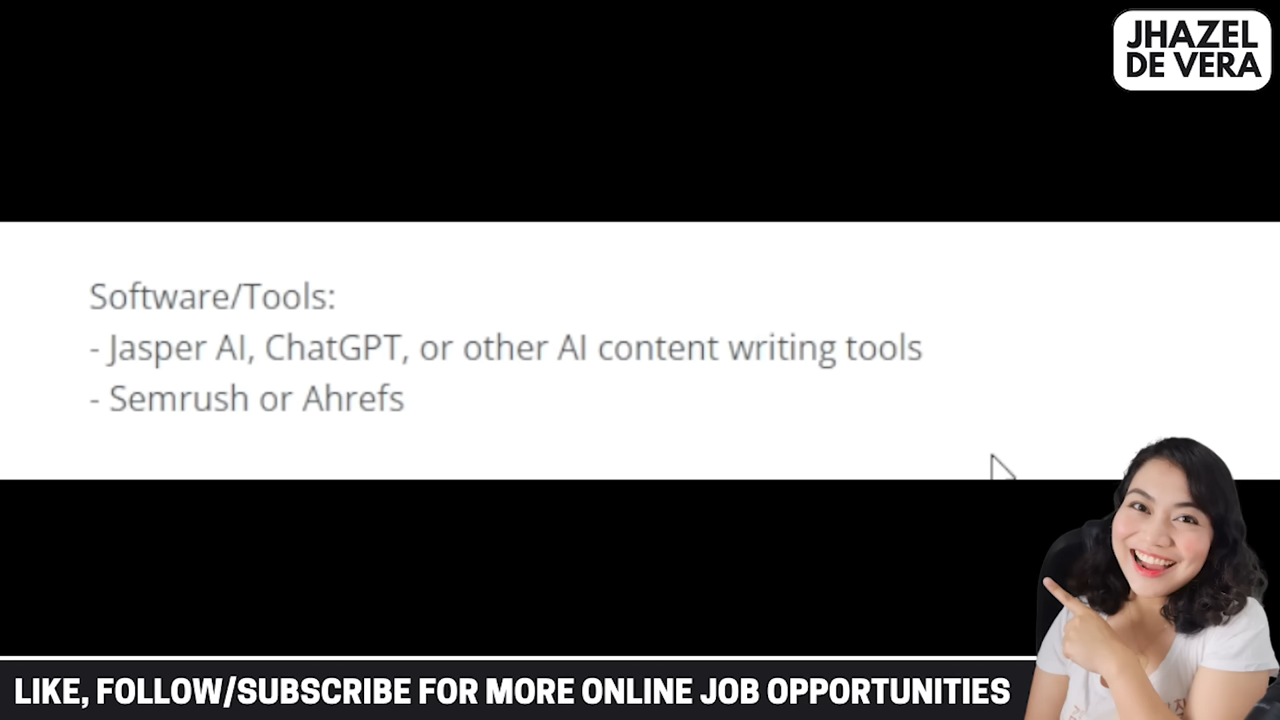 JHAZEL
DE VERA
Software/Tools:
- Jasper AI, ChatGPT, or other AI content writing tools
- Semrush or Ahrefs
LIKE, FOLLOW/SUBSCRIBE FOR MORE ONLINE JOB OPPORTUNITIES